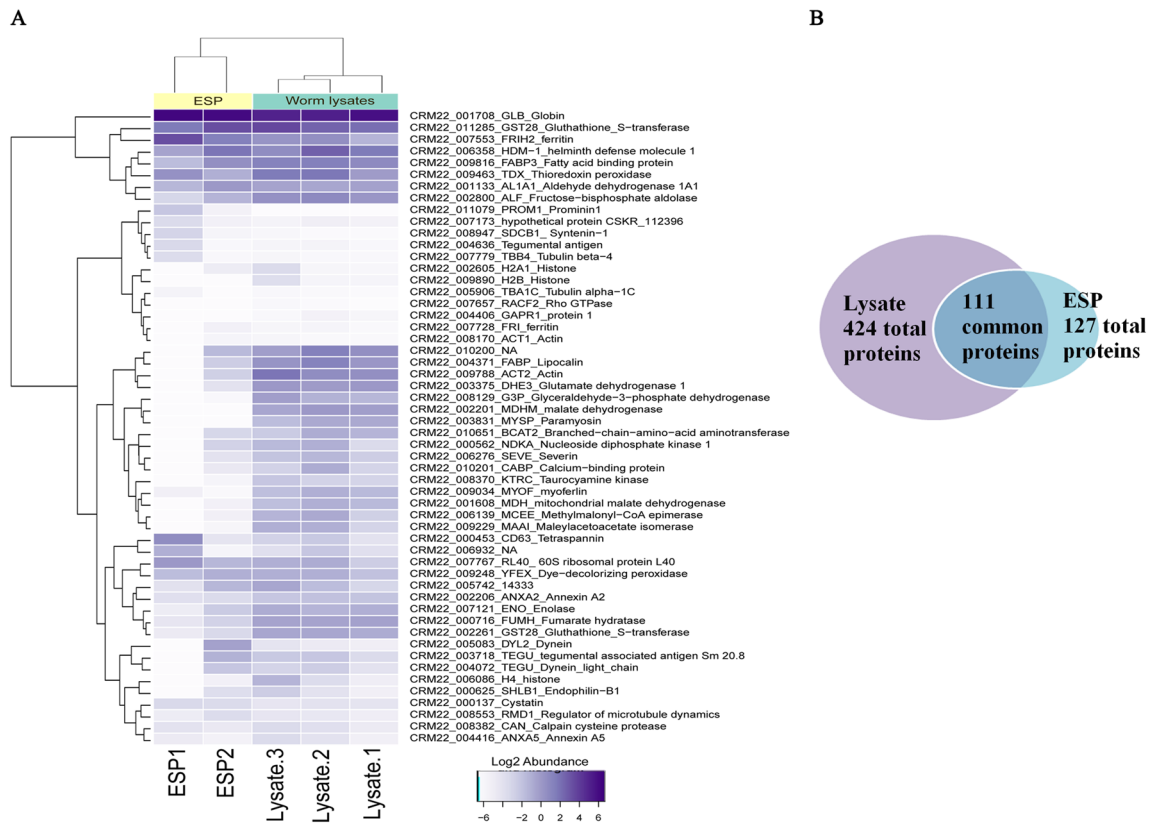 A
B
ESP Worm lysates
CRM22_001708_GLB_Globin
CRM22_011285_GST28_Gluthathione_S−transferase
CRM22_007553_FRIH2_ferritin
CRM22_006358_HDM−1_helminth defense molecule 1
CRM22_009816_FABP3_Fatty acid binding protein
CRM22_009463_TDX_Thioredoxin peroxidase
CRM22_001133_AL1A1_Aldehyde dehydrogenase 1A1
CRM22_002800_ALF_Fructose−bisphosphate aldolase
CRM22_011079_PROM1_Prominin1
CRM22_007173_hypothetical protein CSKR_112396
CRM22_008947_SDCB1_ Syntenin−1
CRM22_004636_Tegumental antigen
CRM22_007779_TBB4_Tubulin beta−4
CRM22_002605_H2A1_Histone
CRM22_009890_H2B_Histone
CRM22_005906_TBA1C_Tubulin alpha−1C
CRM22_007657_RACF2_Rho GTPase
CRM22_004406_GAPR1_protein 1
CRM22_007728_FRI_ferritin
CRM22_008170_ACT1_Actin
CRM22_010200_NA
CRM22_004371_FABP_Lipocalin
CRM22_009788_ACT2_Actin
CRM22_003375_DHE3_Glutamate dehydrogenase 1
CRM22_008129_G3P_Glyceraldehyde−3−phosphate dehydrogenase
CRM22_002201_MDHM_malate dehydrogenase
CRM22_003831_MYSP_Paramyosin
CRM22_010651_BCAT2_Branched−chain−amino−acid aminotransferase
CRM22_000562_NDKA_Nucleoside diphosphate kinase 1
CRM22_006276_SEVE_Severin
CRM22_010201_CABP_Calcium−binding protein
CRM22_008370_KTRC_Taurocyamine kinase
CRM22_009034_MYOF_myoferlin
CRM22_001608_MDH_mitochondrial malate dehydrogenase
CRM22_006139_MCEE_Methylmalonyl−CoA epimerase
CRM22_009229_MAAI_Maleylacetoacetate isomerase
CRM22_000453_CD63_Tetraspannin
CRM22_006932_NA
CRM22_007767_RL40_ 60S ribosomal protein L40
CRM22_009248_YFEX_Dye−decolorizing peroxidase
CRM22_005742_14333
CRM22_002206_ANXA2_Annexin A2
CRM22_007121_ENO_Enolase
CRM22_000716_FUMH_Fumarate hydratase
CRM22_002261_GST28_Gluthathione_S−transferase
CRM22_005083_DYL2_Dynein
CRM22_003718_TEGU_tegumental associated antigen Sm 20.8
CRM22_004072_TEGU_Dynein_light_chain
CRM22_006086_H4_histone
CRM22_000625_SHLB1_Endophilin−B1
CRM22_000137_Cystatin
CRM22_008553_RMD1_Regulator of microtubule dynamics
CRM22_008382_CAN_Calpain cysteine protease
CRM22_004416_ANXA5_Annexin A5
ESP1 ESP2 Lysate.3 Lysate.2 Lysate.1
Log2 Abundance
−6 −2 0 2 4 6
Lysate
424 total
proteins
111
common
proteins
ESP
127 total
proteins